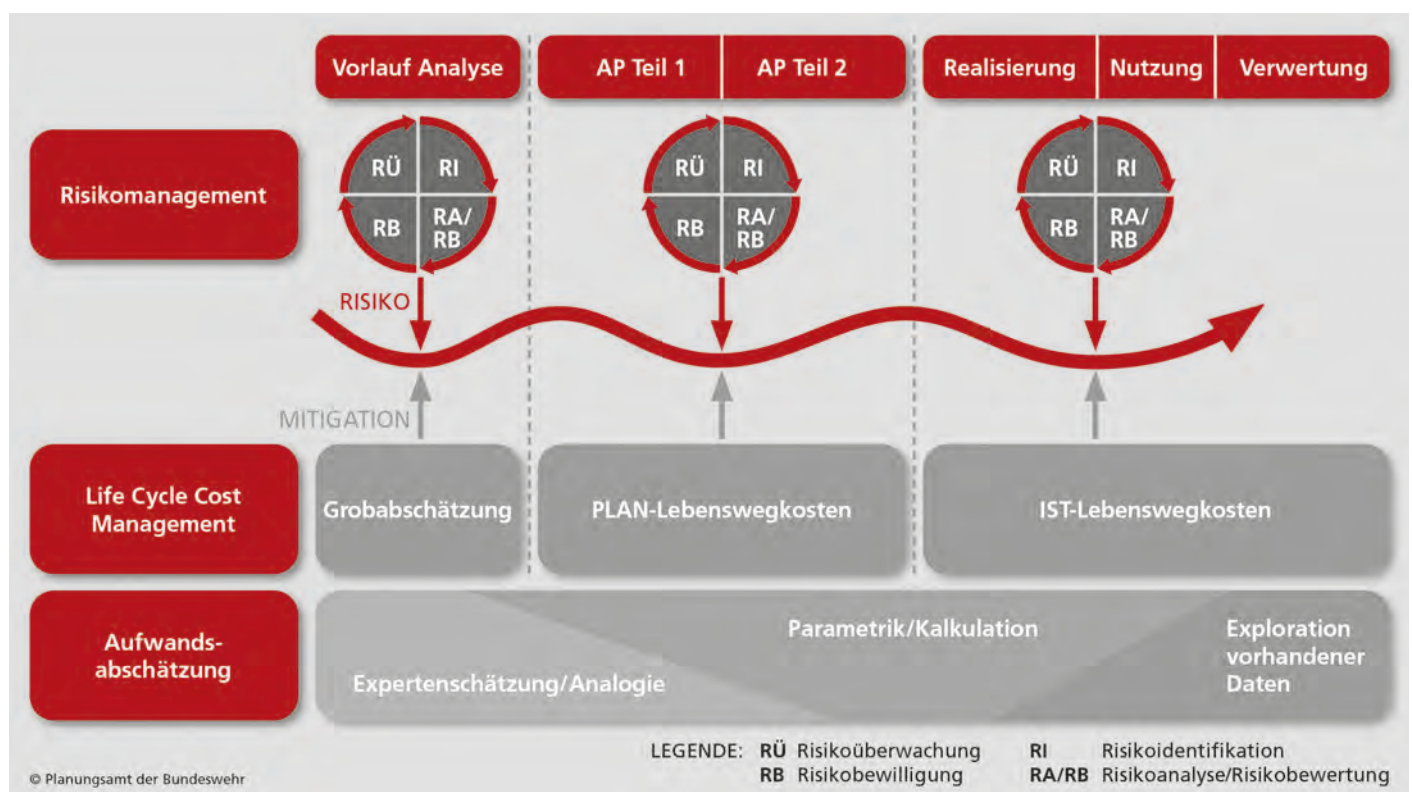 Vorlauf Analyse
AP Teil 1
AP Teil 2
Realisierung
Nutzung
Verwertung
Risikomanagement
RÜ
RI
RB
RA/
RB
RÜ
RI
RB
RA/
RB
RÜ
RI
RB
RA/
RB
RISIKO
MITIGATION
Life Cycle Cost
Management
Grobabschätzung
PLAN-Lebenswegkosten
IST-Lebenswegkosten
Aufwands-
abschätzung
Expertenschätzung/Analogie
Parametrik/Kalkulation
Exploration
vorhandener
Daten
LEGENDE: RÜ Risikoüberwachung RI Risikoidentifikation
RB Risikobewilligung RA/RB Risikoanalyse/Risikobewertung
© Planungsamt der Bundeswehr